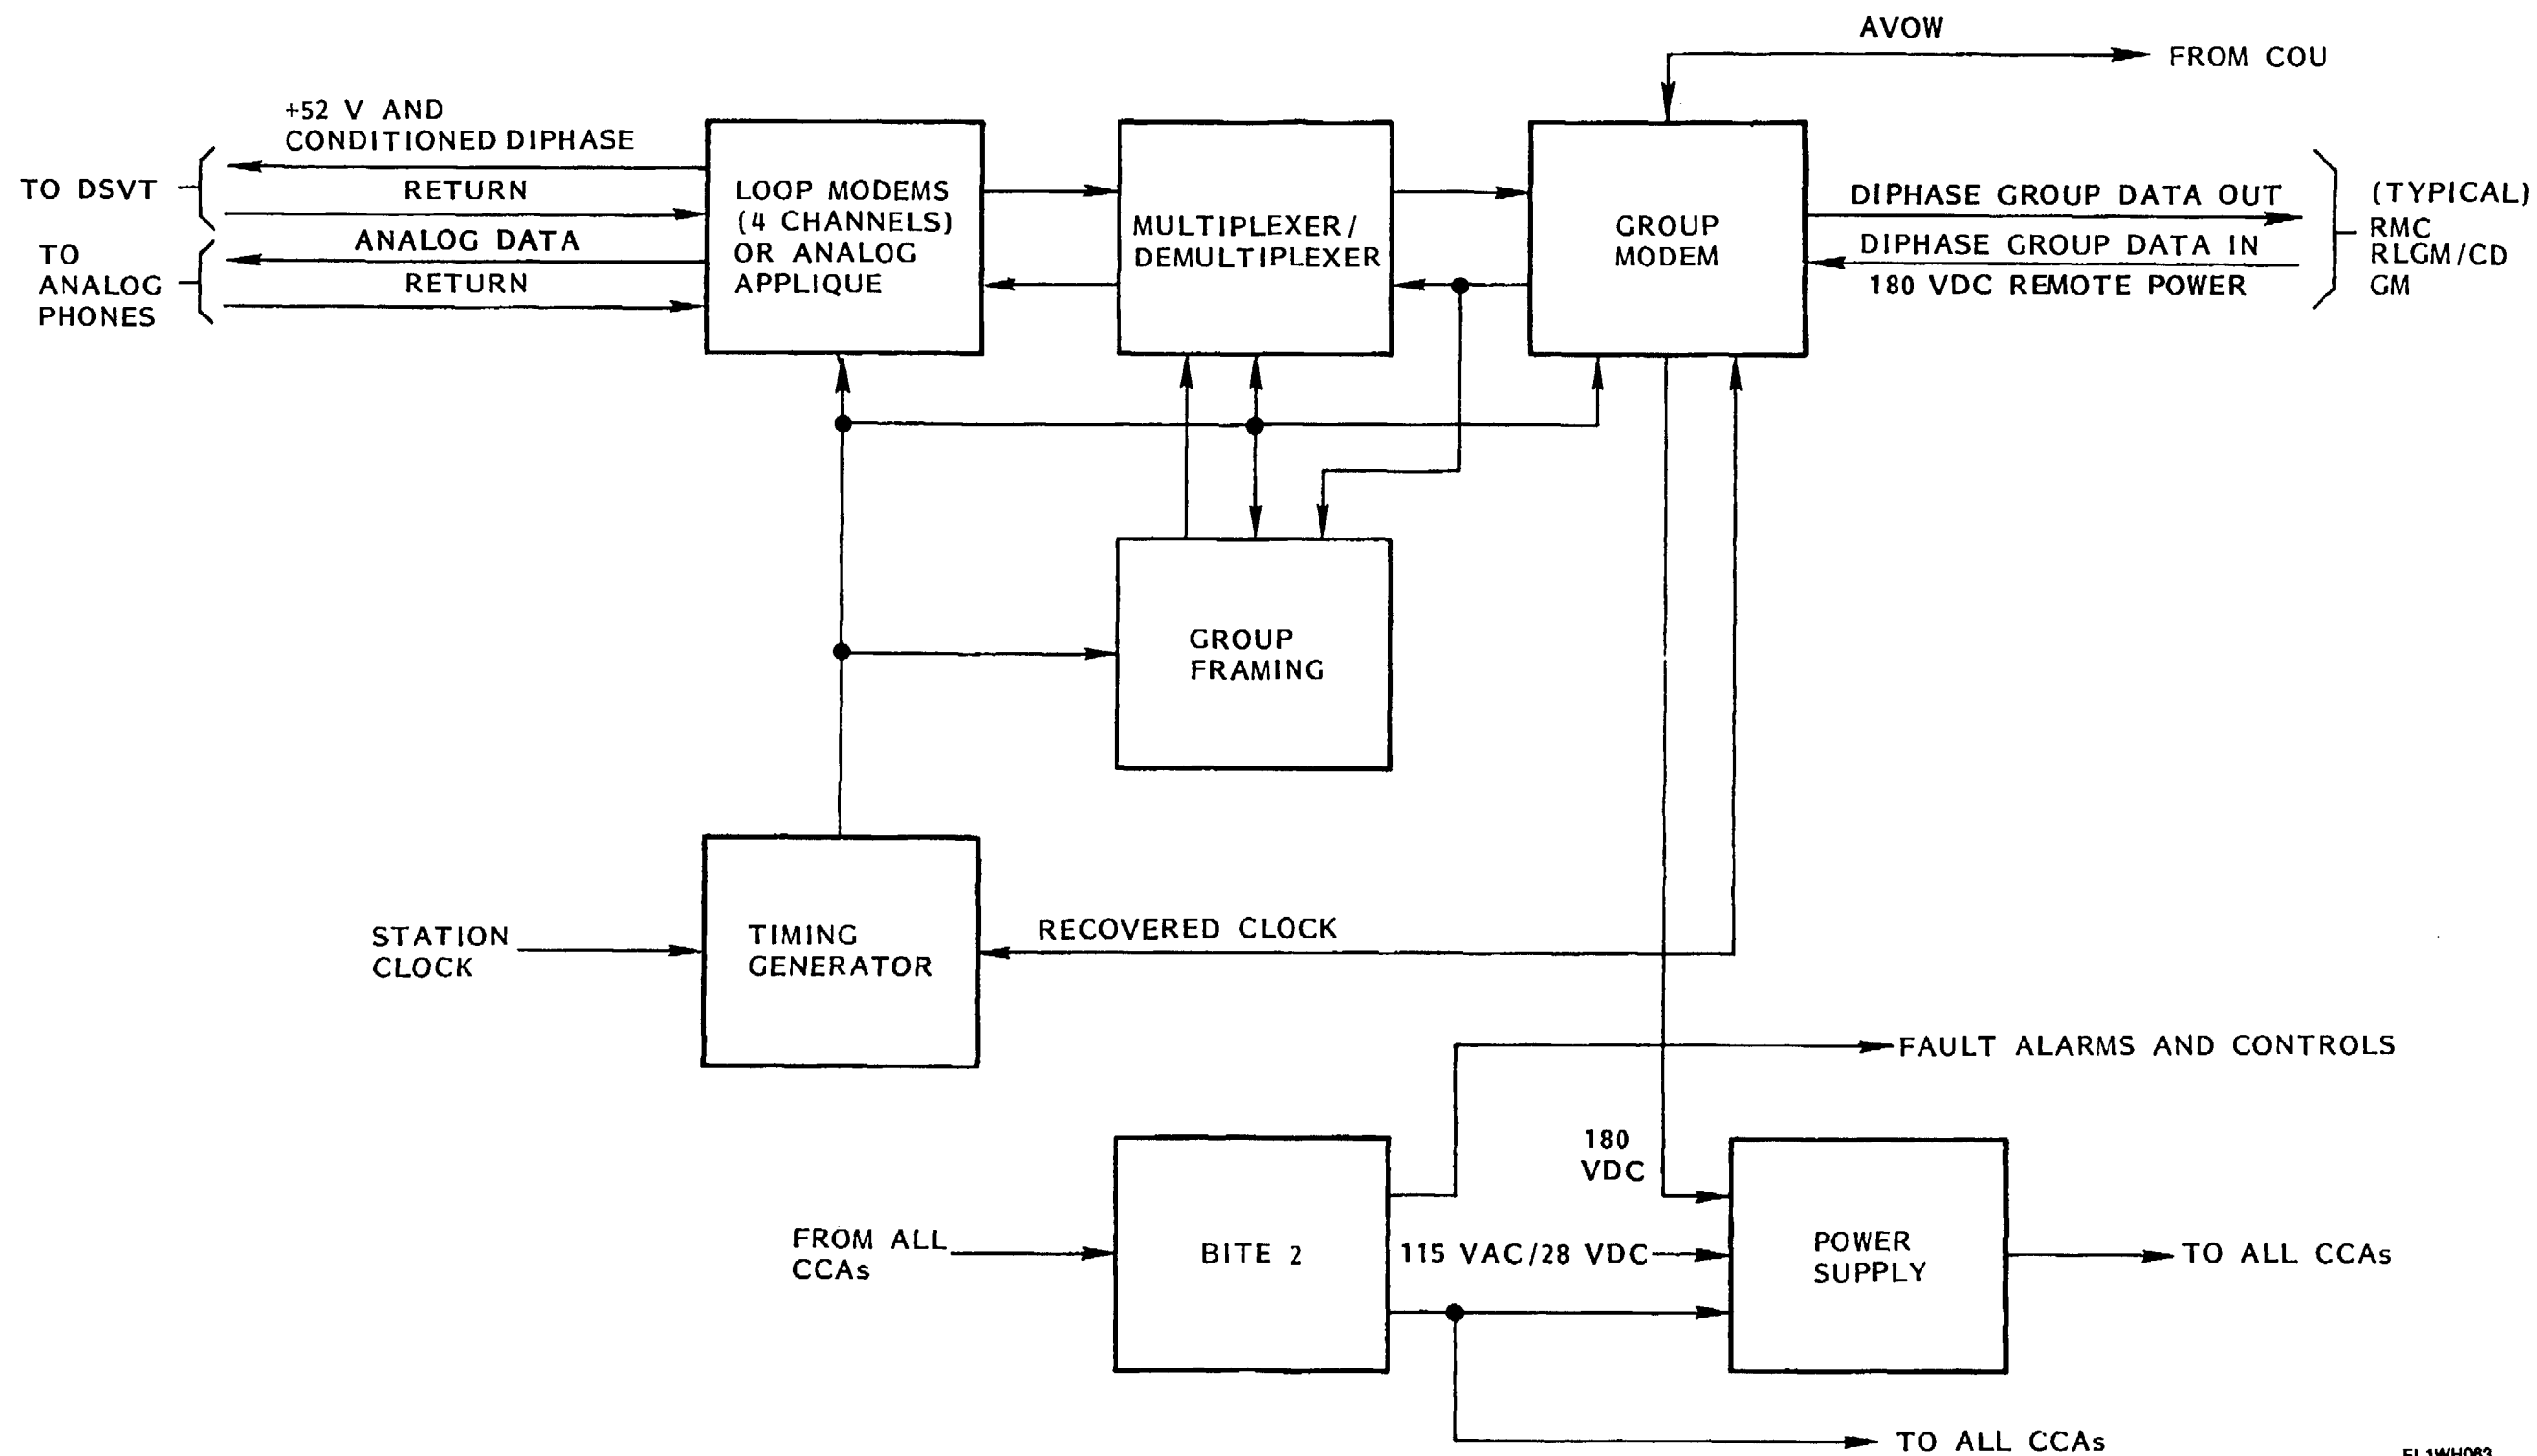 AVOW
FROM COU
+52 V AND
CONDITIONED DIPHASE
TO DSVT
RETURN
ANALOG DATA
TO
ANALOG
PHONES
RETURN
LOOP MODEMS
(4 CHANNELS)
OR ANALOG
APPLIQUE
MULTIPLEXER/
DEMULTIPLEXER
GROUP
MODEM
DIPHASE GROUP DATA OUT
DIPHASE GROUP DATA IN
180 VDC REMOTE POWER
(TYPICAL)
RMC
RLGM/CD
GM
GROUP
FRAMING
STATION
CLOCK
TIMING
GENERATOR
RECOVERED CLOCK
FAULT ALARMS AND CONTROLS
180
VDC
FROM ALL
CCAs
BITE 2
115 VAC/28 VDC
POWER
SUPPLY
TO ALL CCAs
TO ALL CCAs
EL1WH063